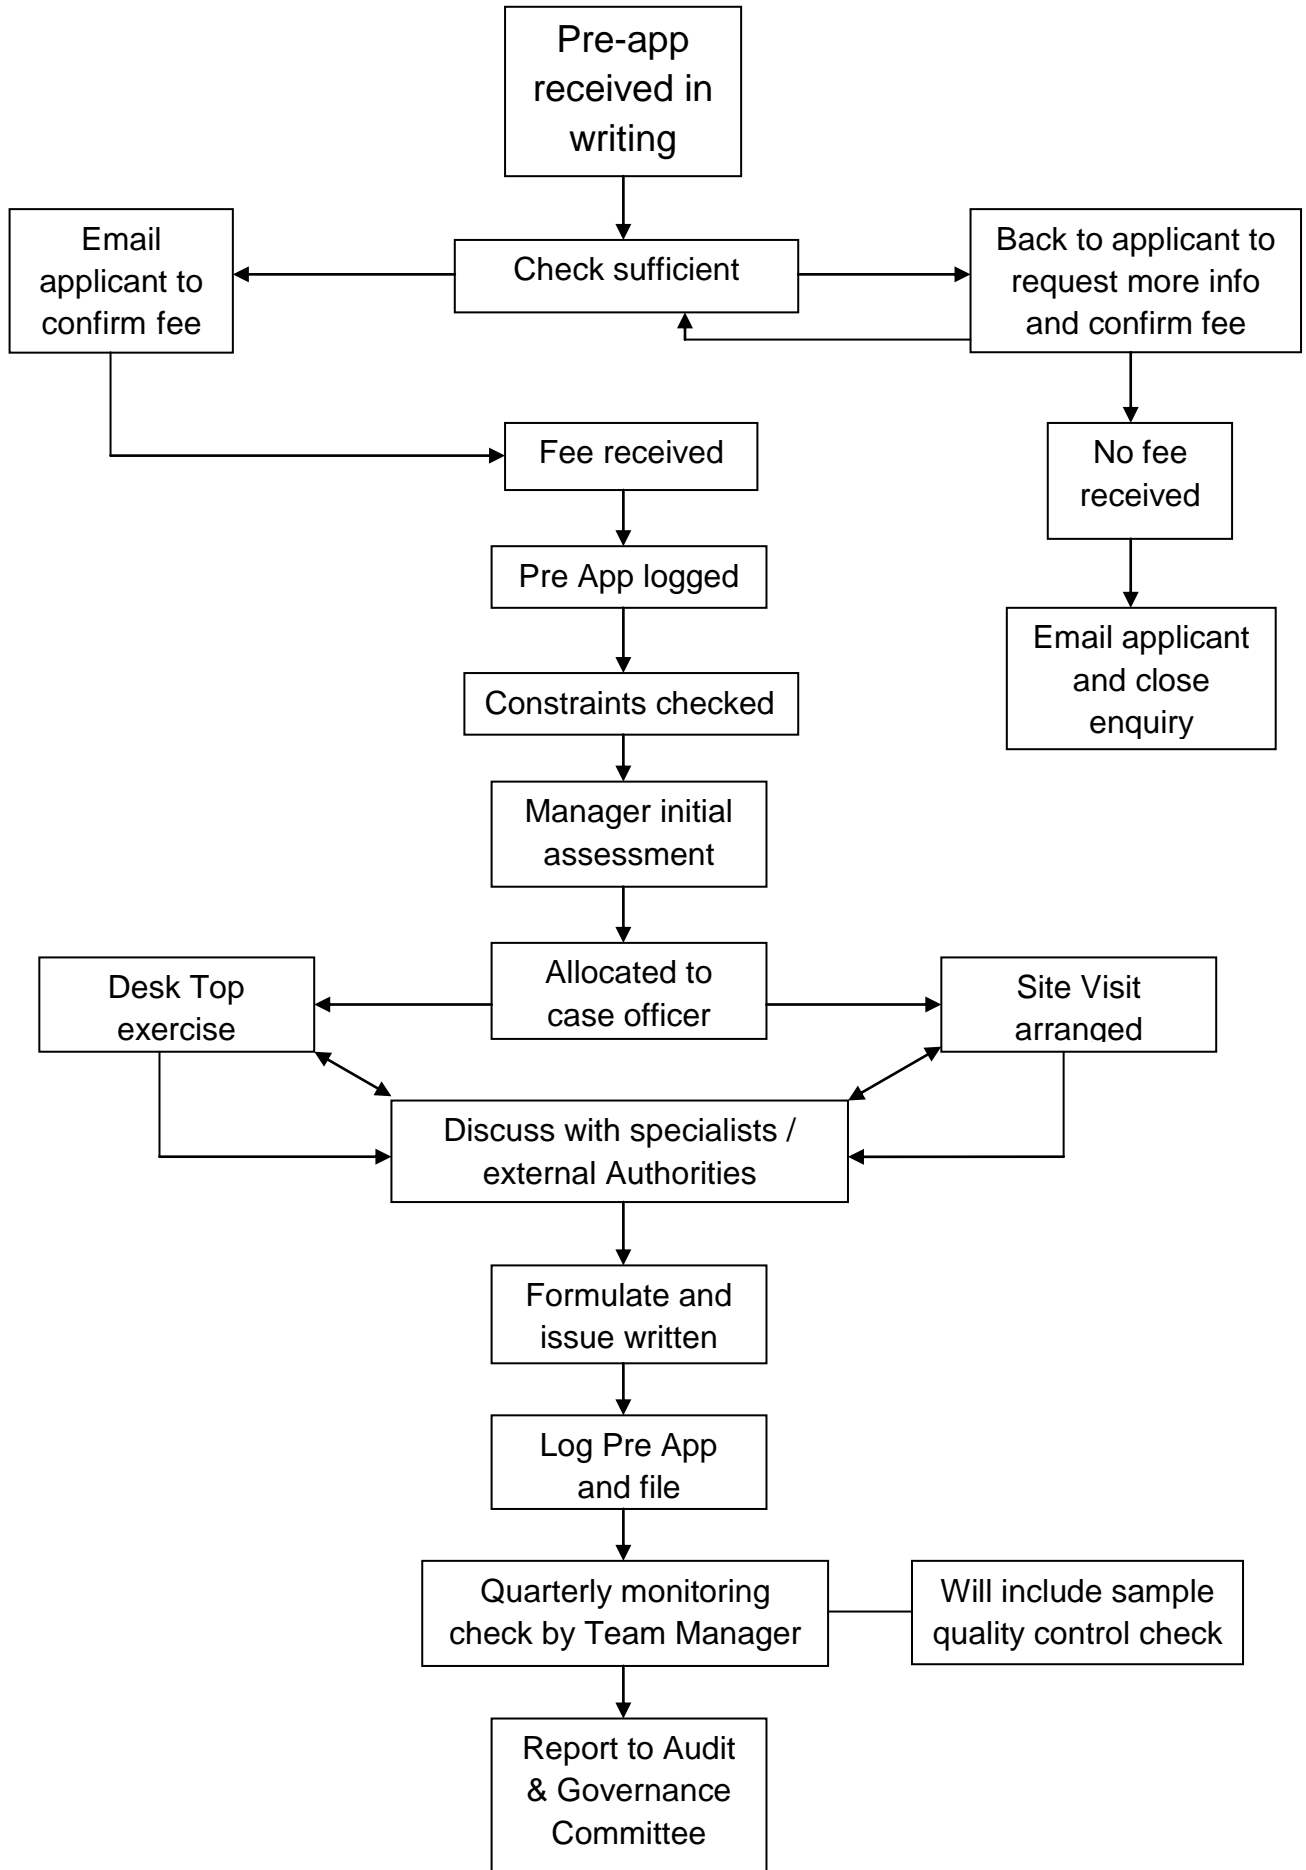 Pre-app
received in
writing
Email
applicant to
confirm fee
Check sufficient
Back to applicant to
request more info
and confirm fee
Fee received
No fee
received
Pre App logged
Email applicant
and close
enquiry
Constraints checked
Manager initial
assessment
Desk Top
exercise
Allocated to
case officer
Site Visit
arranged
Discuss with specialists /
external Authorities
Formulate and
issue written
Log Pre App
and file
Quarterly monitoring
check by Team Manager
Will include sample
quality control check
Report to Audit
& Governance
Committee